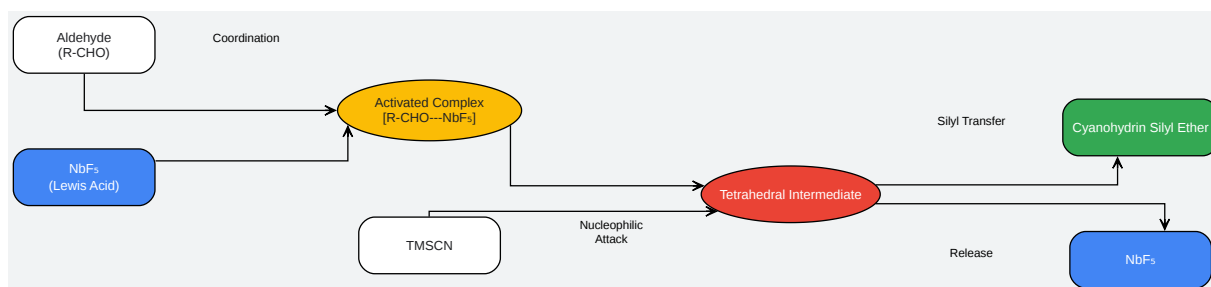 Aldehyde
(R-CHO)
Coordination
Activated Complex
[R-CHO---NbF₅]
NbF₅
(Lewis Acid)
TMSCN
Nucleophilic
Attack
Tetrahedral Intermediate
Silyl Transfer
Cyanohydrin Silyl Ether
Release
NbF₅